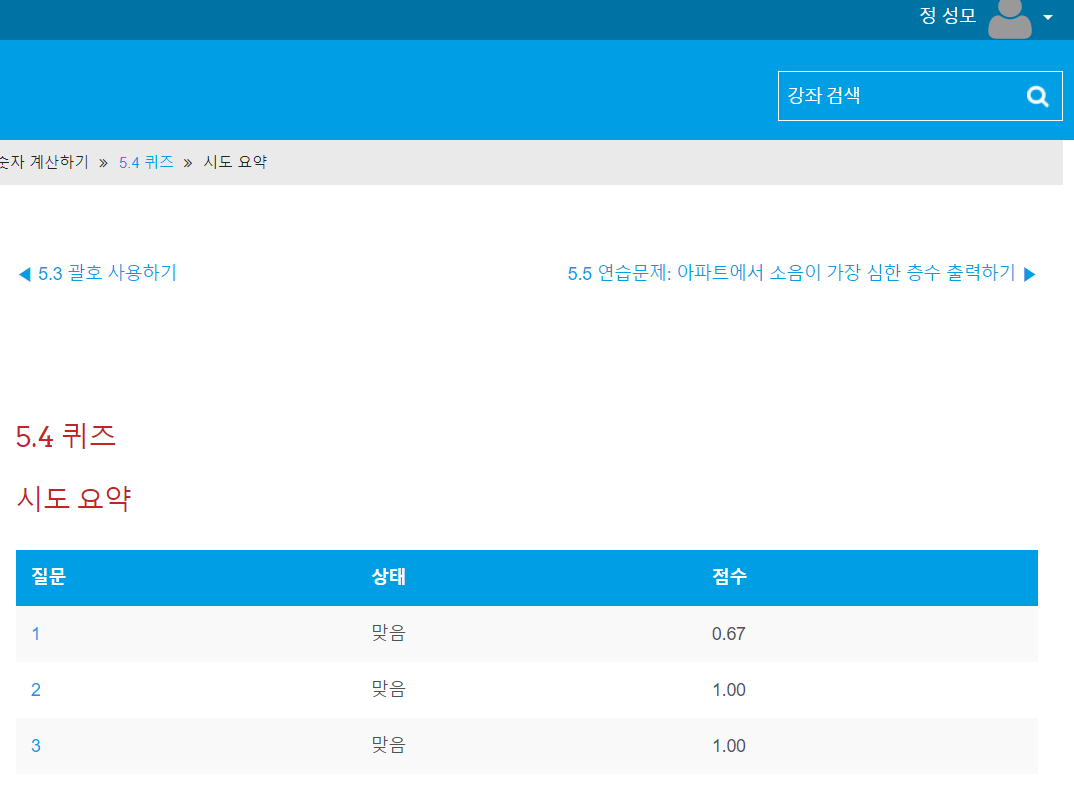 정 성모
강좌 검색
숫자 계산하기 » 5.4 퀴즈 » 시도 요약
◀ 5.3 괄호 사용하기
5.5 연습문제: 아파트에서 소음이 가장 심한 층수 출력하기 ▶
5.4 퀴즈
시도 요약
질문 상태 점수
1 맞음 0.67
2 맞음 1.00
3 맞음 1.00